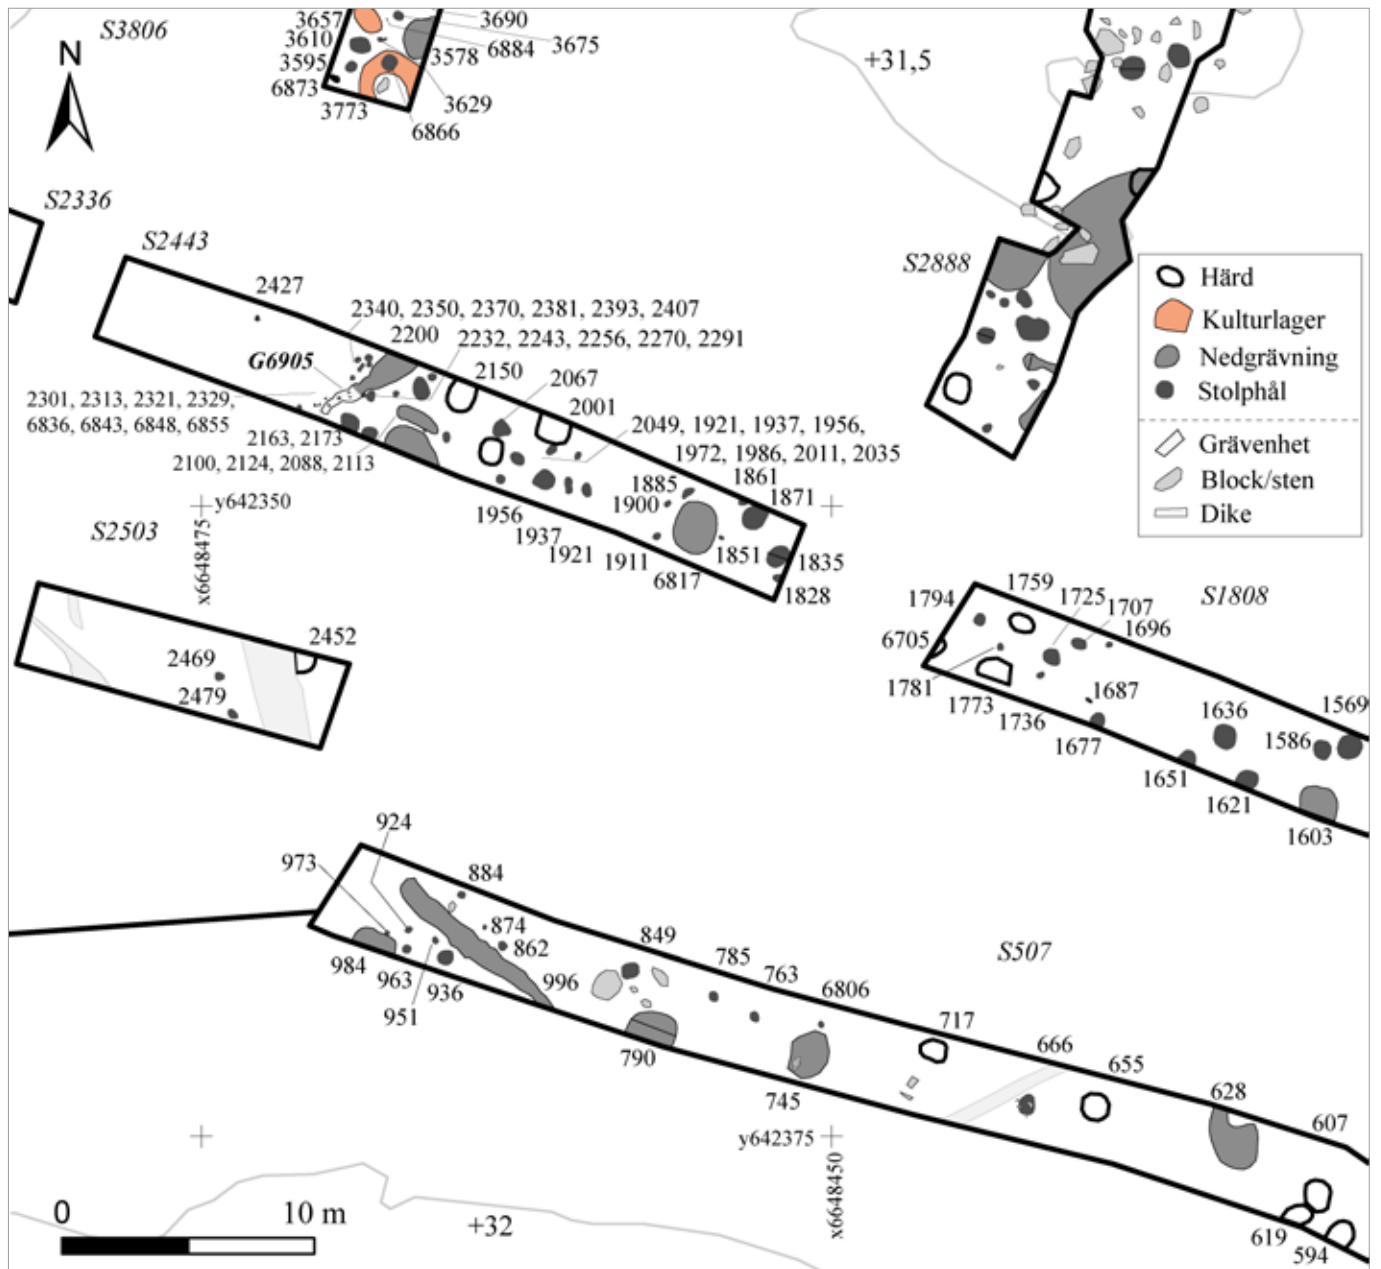 S3806
N
3657
3610
3595
6873
3773
3690
6884
3675
3578
3629
6866
+31,5
S2336
S2443
2427
2340, 2350, 2370, 2381, 2393, 2407
2200
2232, 2243, 2256, 2270, 2291
G6905
2150
2067
2001
2301, 2313, 2321, 2329,
6836, 6843, 6848, 6855
2163, 2173
2100, 2124, 2088, 2113
2049, 1921, 1937, 1956,
1972, 1986, 2011, 2035
1861
1885
1871
1900
1956
1937
1921
1911
6817
1851
1835
1828
S2888
Härd
Kulturlager
Nedgrävning
Stolphål
Grävenhet
Block/sten
Dike
y642350
x6648475
S2503
2452
2469
2479
S1808
1794
1759
1725
1707
1696
6705
1781
1773
1736
1687
1677
1651
1636
1621
1586
1569
1603
924
973
884
874
862
984
963
951
936
996
849
790
785
763
6806
745
S507
717
666
655
628
607
619
594
y642375
x6648450
0 10 m
+32